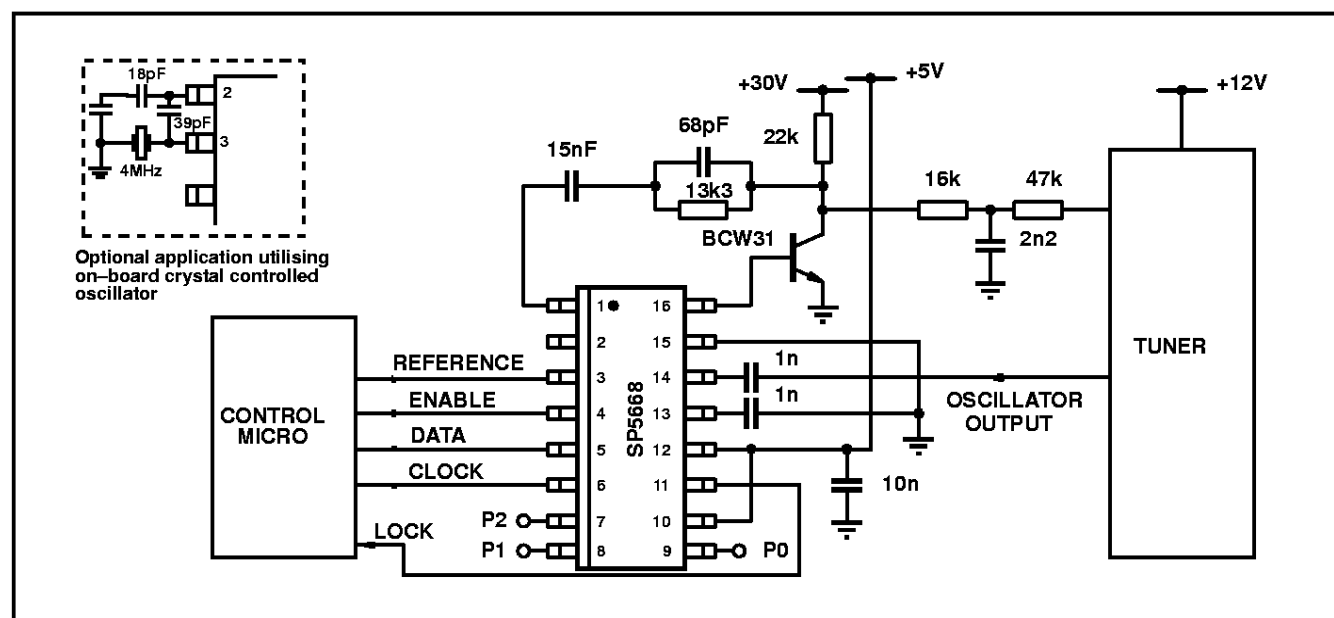 18pF
2
39pF
3
4MHz
Optional application utilising
on–board crystal controlled
oscillator
+30V
+5V
+12V
68pF
22k
15nF
13k3
16k
47k
BCW31
2n2
TUNER
CONTROL
MICRO
REFERENCE
ENABLE
DATA
CLOCK
LOCK
P2
P1
SP5668
1
2
3
4
5
6
7
8
16
15
14
13
12
11
10
9
1n
1n
10n
P0
OSCILLATOR
OUTPUT